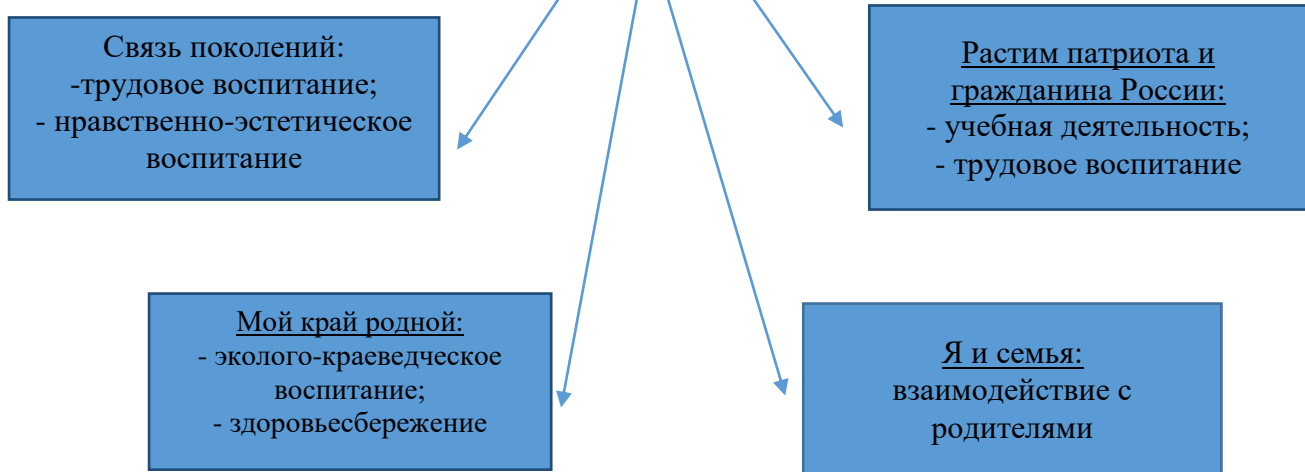 Связь поколений:
-трудовое воспитание;
- нравственно-эстетическое
воспитание
Растим патриота и
гражданина России:
- учебная деятельность;
- трудовое воспитание
Мой край родной:
- эколого-краеведческое
воспитание;
- здоровьесбережение
Я и семья:
взаимодействие с
родителями